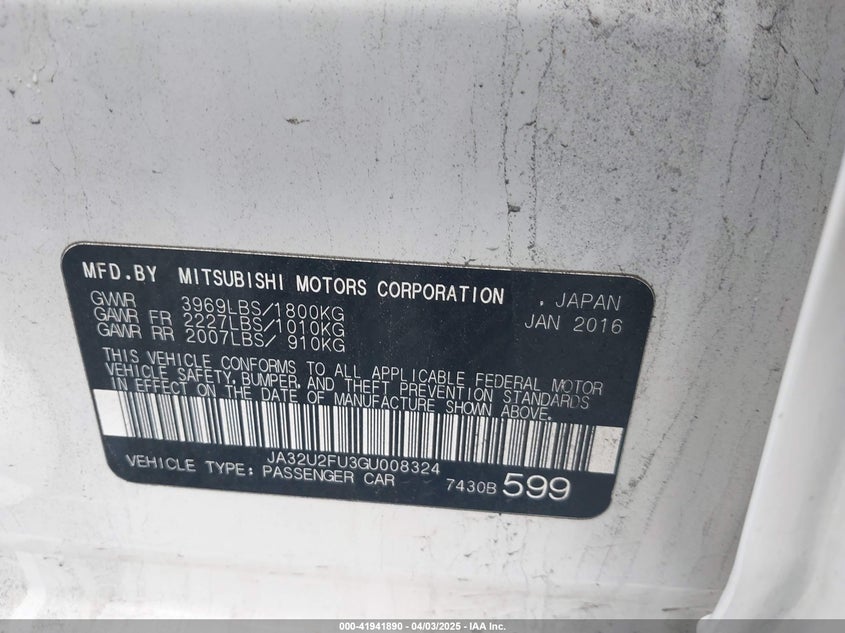 MFD.BY MITSUBISHI MOTORS CORPORATION , JAPAN
GVWR 3969LBS/1800KG JAN 2016
GAWR FR 2227LBS/1010KG
GAWR RR 2007LBS/ 910KG
THIS VEHICLE CONFORMS TO ALL APPLICABLE FEDERAL MOTOR
VEHICLE SAFETY, BUMPER, AND THEFT PREVENTION STANDARDS
IN EFFECT ON THE DATE OF MANUFACTURE SHOWN ABOVE.
JA32U2FU3GU008324
VEHICLE TYPE: PASSENGER CAR 7430B 599
000-41941890 - 04/03/2025 - IAA Inc.